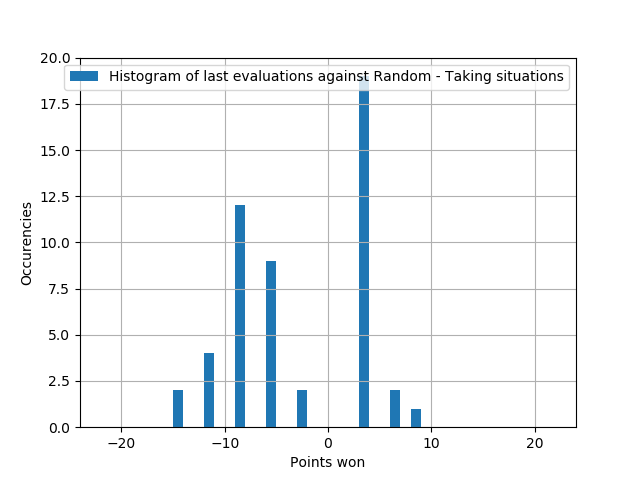 Histogram of last evaluations against Random - Taking situations
20.0
17.5
15.0
12.5
10.0
7.5
5.0
2.5
0.0
Occurencies
−20 −10 0 10 20
Points won